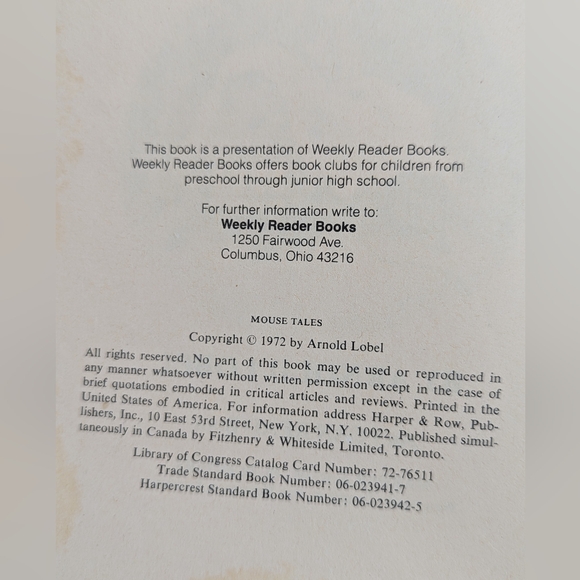 This book is a presentation of Weekly Reader Books.
Weekly Reader Books offers book clubs for children from
preschool through junior high school.
For further information write to:
Weekly Reader Books
1250 Fairwood Ave.
Columbus, Ohio 43216
MOUSE TALES
Copyright © 1972 by Arnold Lobel
All rights reserved. No part of this book may be used or reproduced in
any manner whatsoever without written permission except in the case of
brief quotations embodied in critical articles and reviews. Printed in the
United States of America. For information address Harper & Row, Pub-
lishers, Inc., 10 East 53rd Street, New York, N.Y. 10022. Published simul-
taneously in Canada by Fitzhenry & Whiteside Limited, Toronto.
Library of Congress Catalog Card Number: 72-76511
Trade Standard Book Number: 06-023941-7
Harpercrest Standard Book Number: 06-023942-5